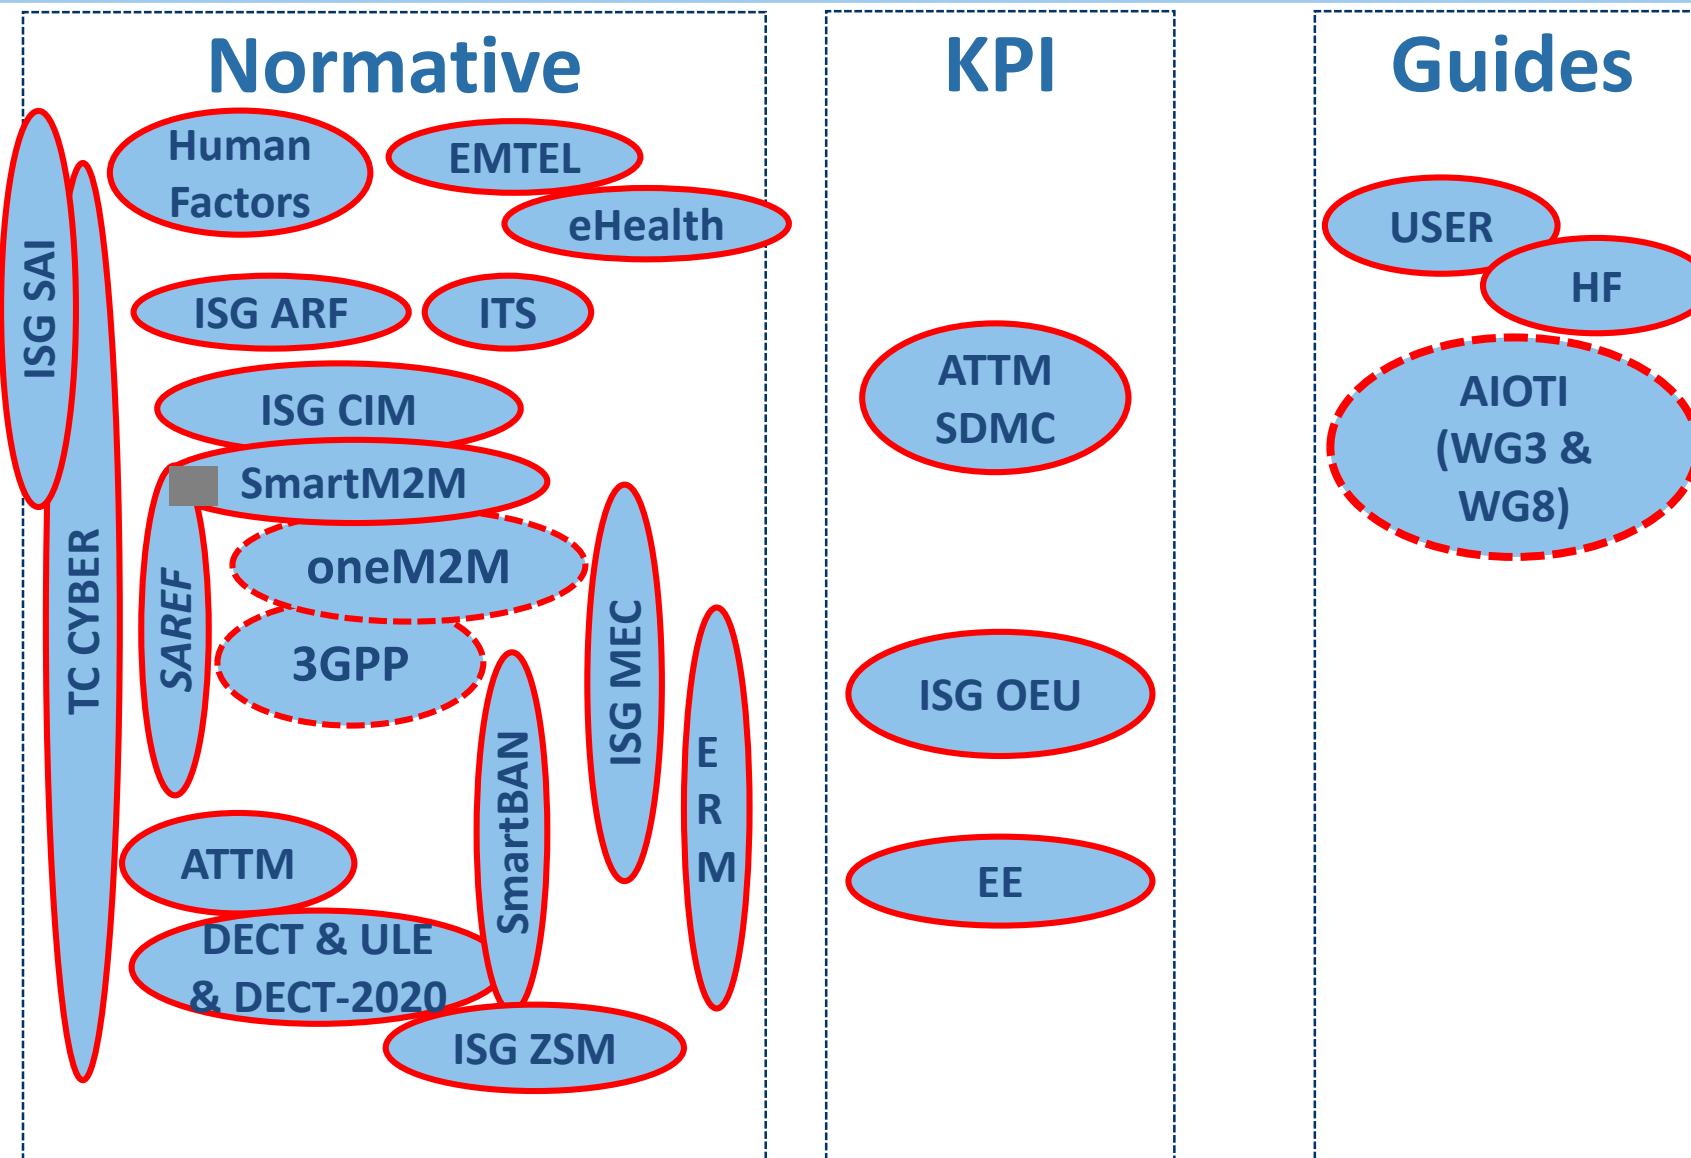 Normative
Human
Factors
EMTEL
eHealth
ISG SAI
TC CYBER
ISG ARF
ITS
ISG CIM
SmartM2M
SAREF
oneM2M
3GPP
ISG MEC
SmartBAN
E
R
M
ATTM
DECT & ULE
& DECT-2020
ISG ZSM
KPI
ATTM
SDMC
ISG OEU
EE
Guides
USER
HF
AIOTI
(WG3 &
WG8)